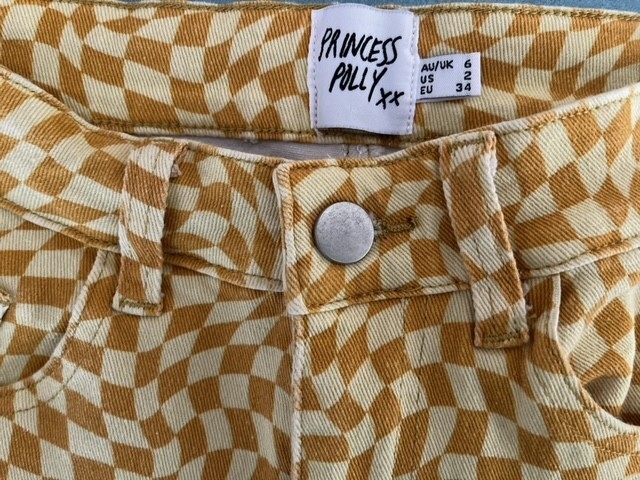 PRINCESS
POLLY xx
AU/UK 6
US 2
EU 34